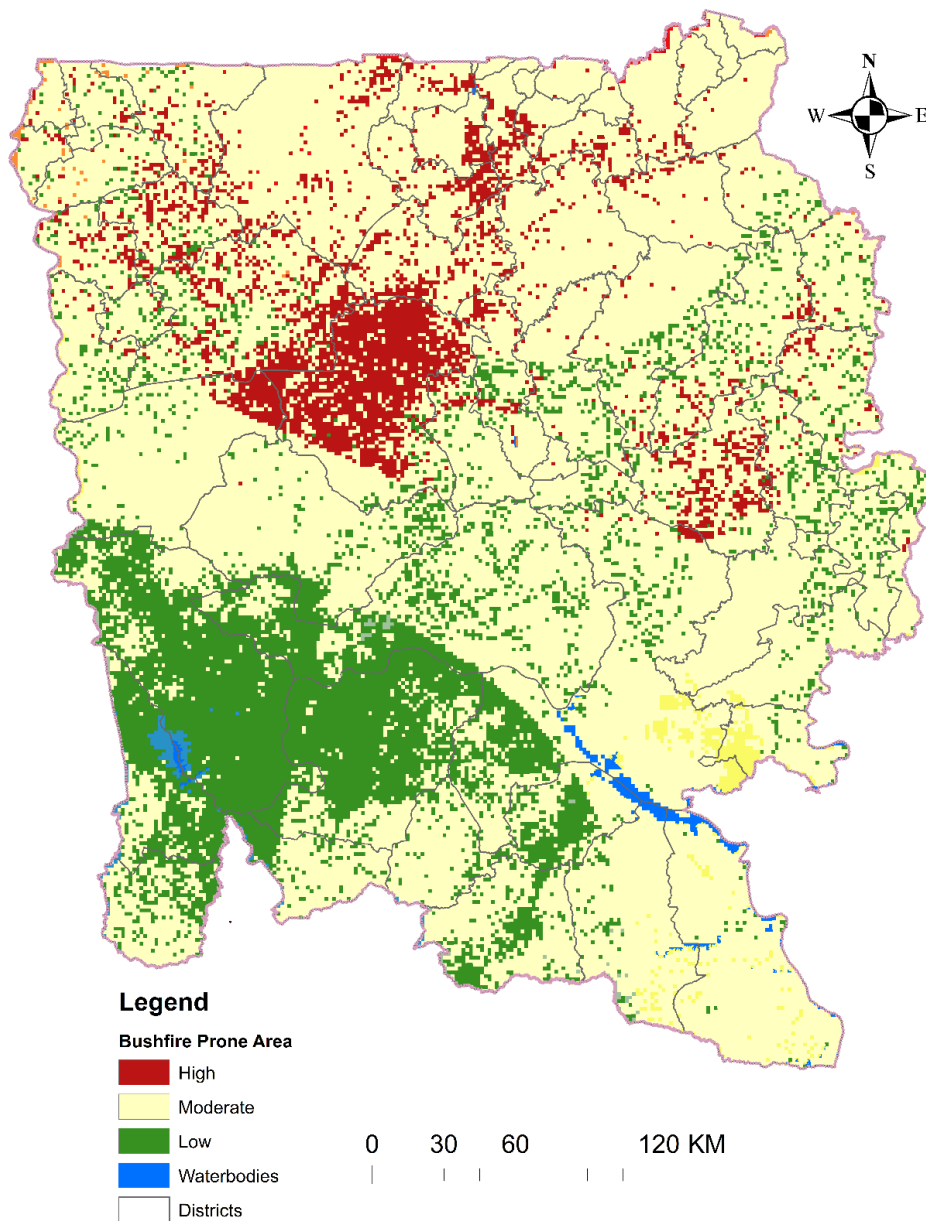 N
W E
S
Legend
Bushfire Prone Area
High
Moderate
Low
Waterbodies
Districts
0 30 60 120 KM